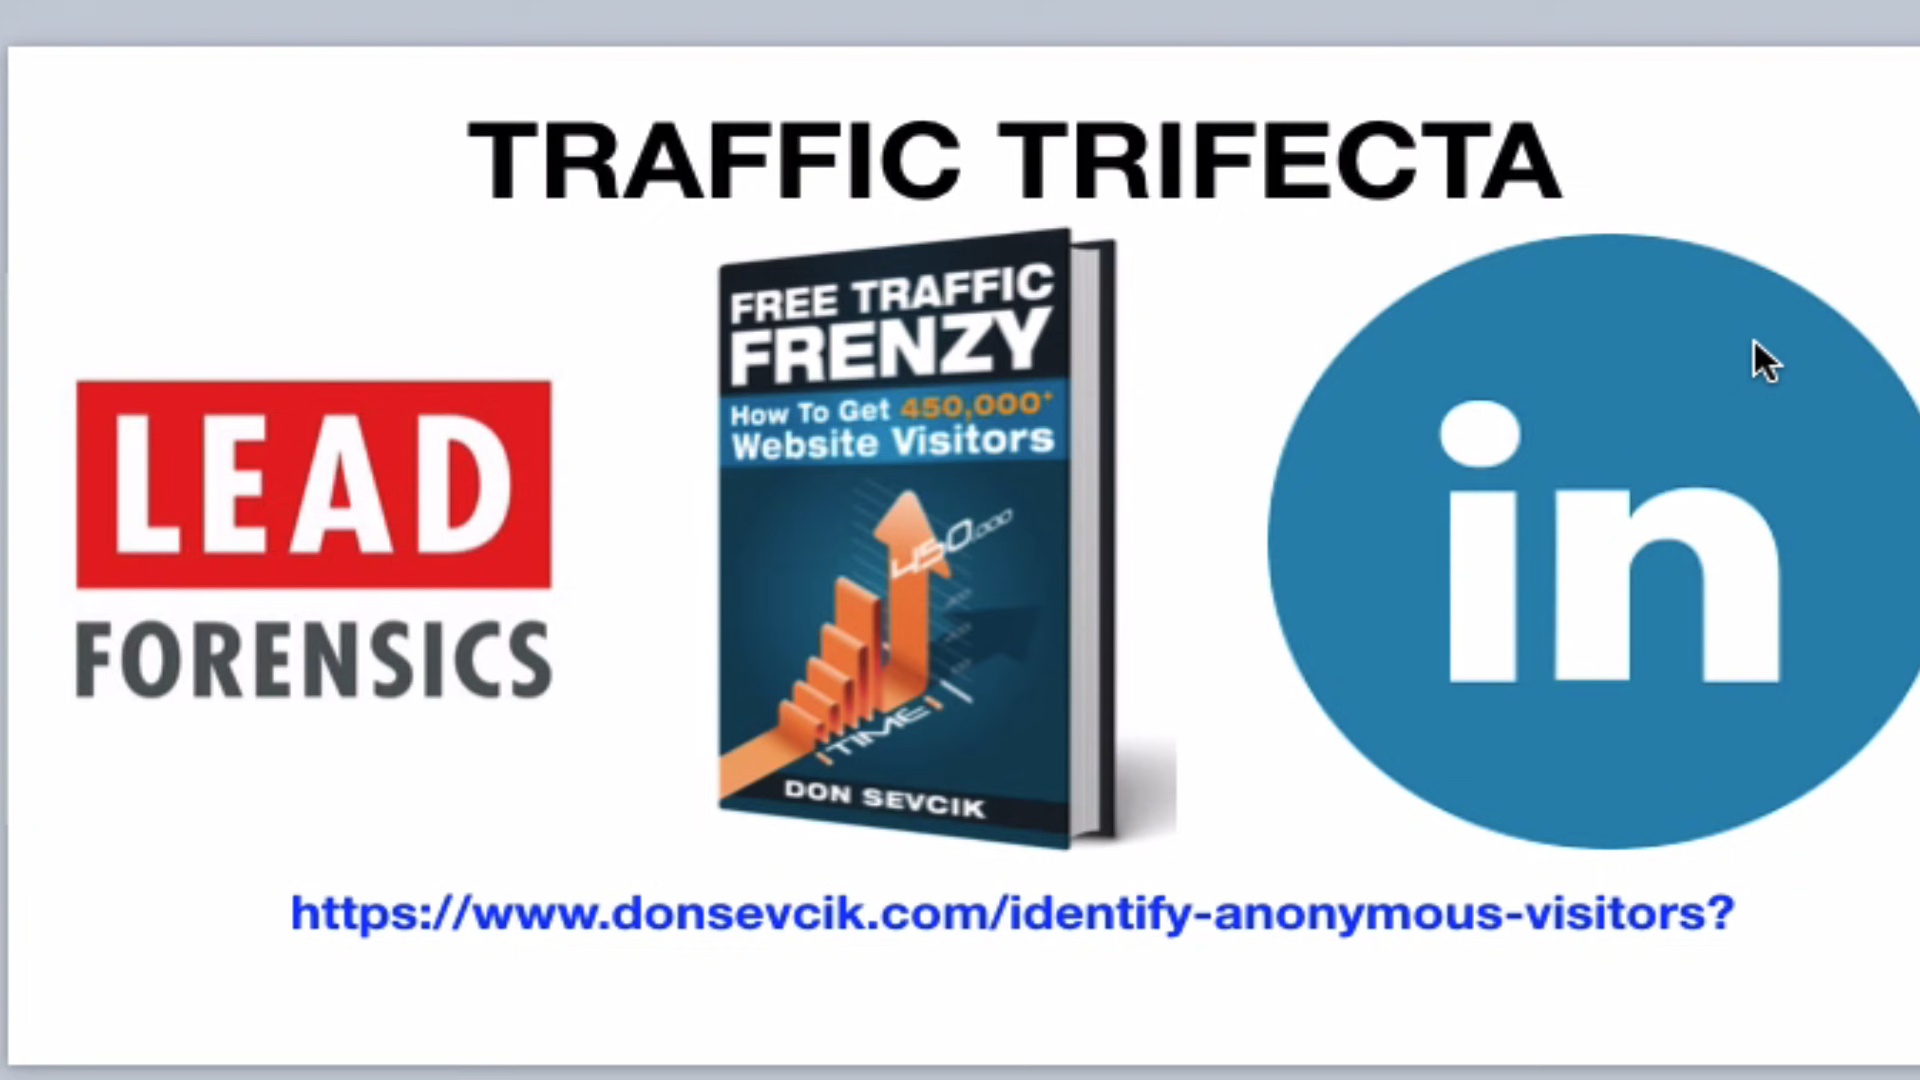 TRAFFIC TRIFECTA
LEAD
FORENSICS
FREE TRAFFIC
FRENZY
How To Get 450,000+
Website Visitors
450,000
TIME
DON SEVCIK
in
https://www.donsevcik.com/identify-anonymous-visitors?